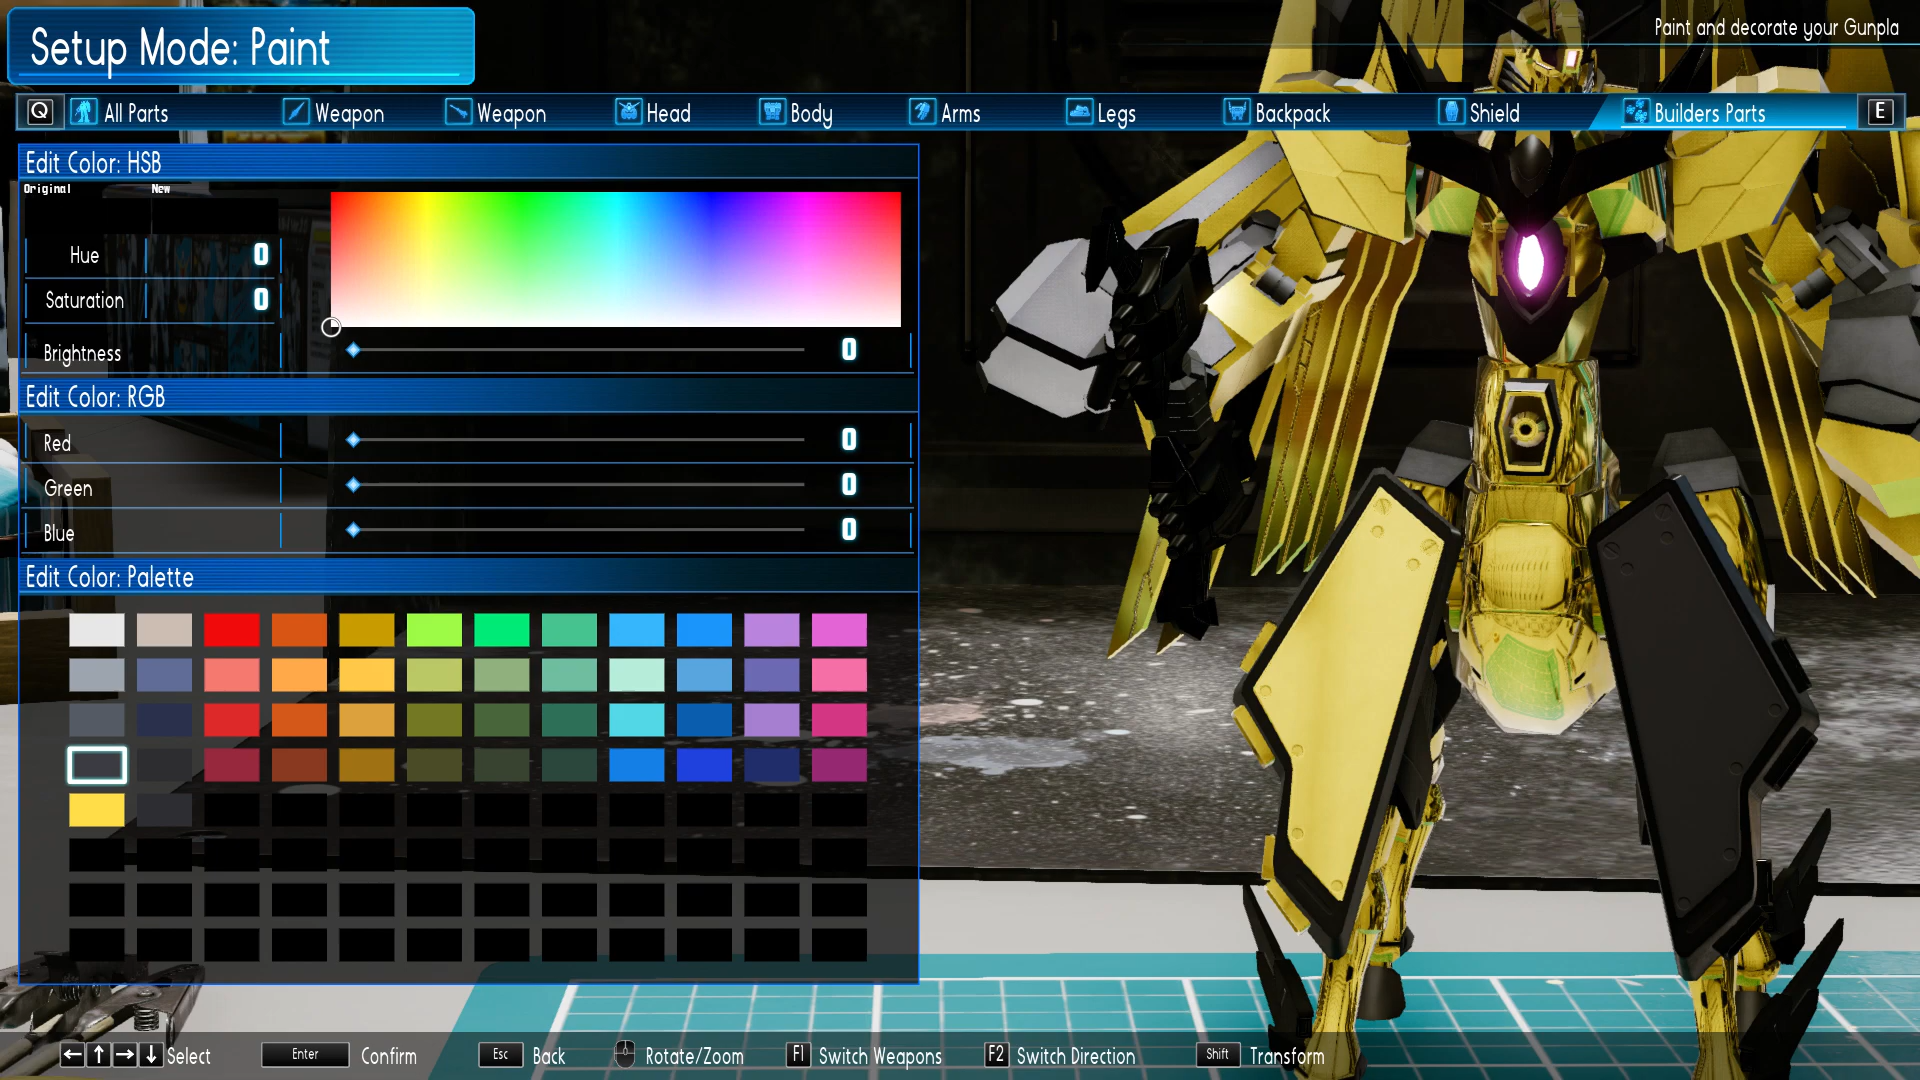 Setup Mode: Paint
Paint and decorate your Gunpla
Q All Parts Weapon Weapon Head Body Arms Legs Backpack Shield Builders Parts E
Edit Color: HSB
Original New
Hue 0
Saturation 0
Brightness 0
Edit Color: RGB
Red 0
Green 0
Blue 0
Edit Color: Palette
← ↑ → ↓ Select Enter Confirm Esc Back Rotate/Zoom F1 Switch Weapons F2 Switch Direction Shift Transform